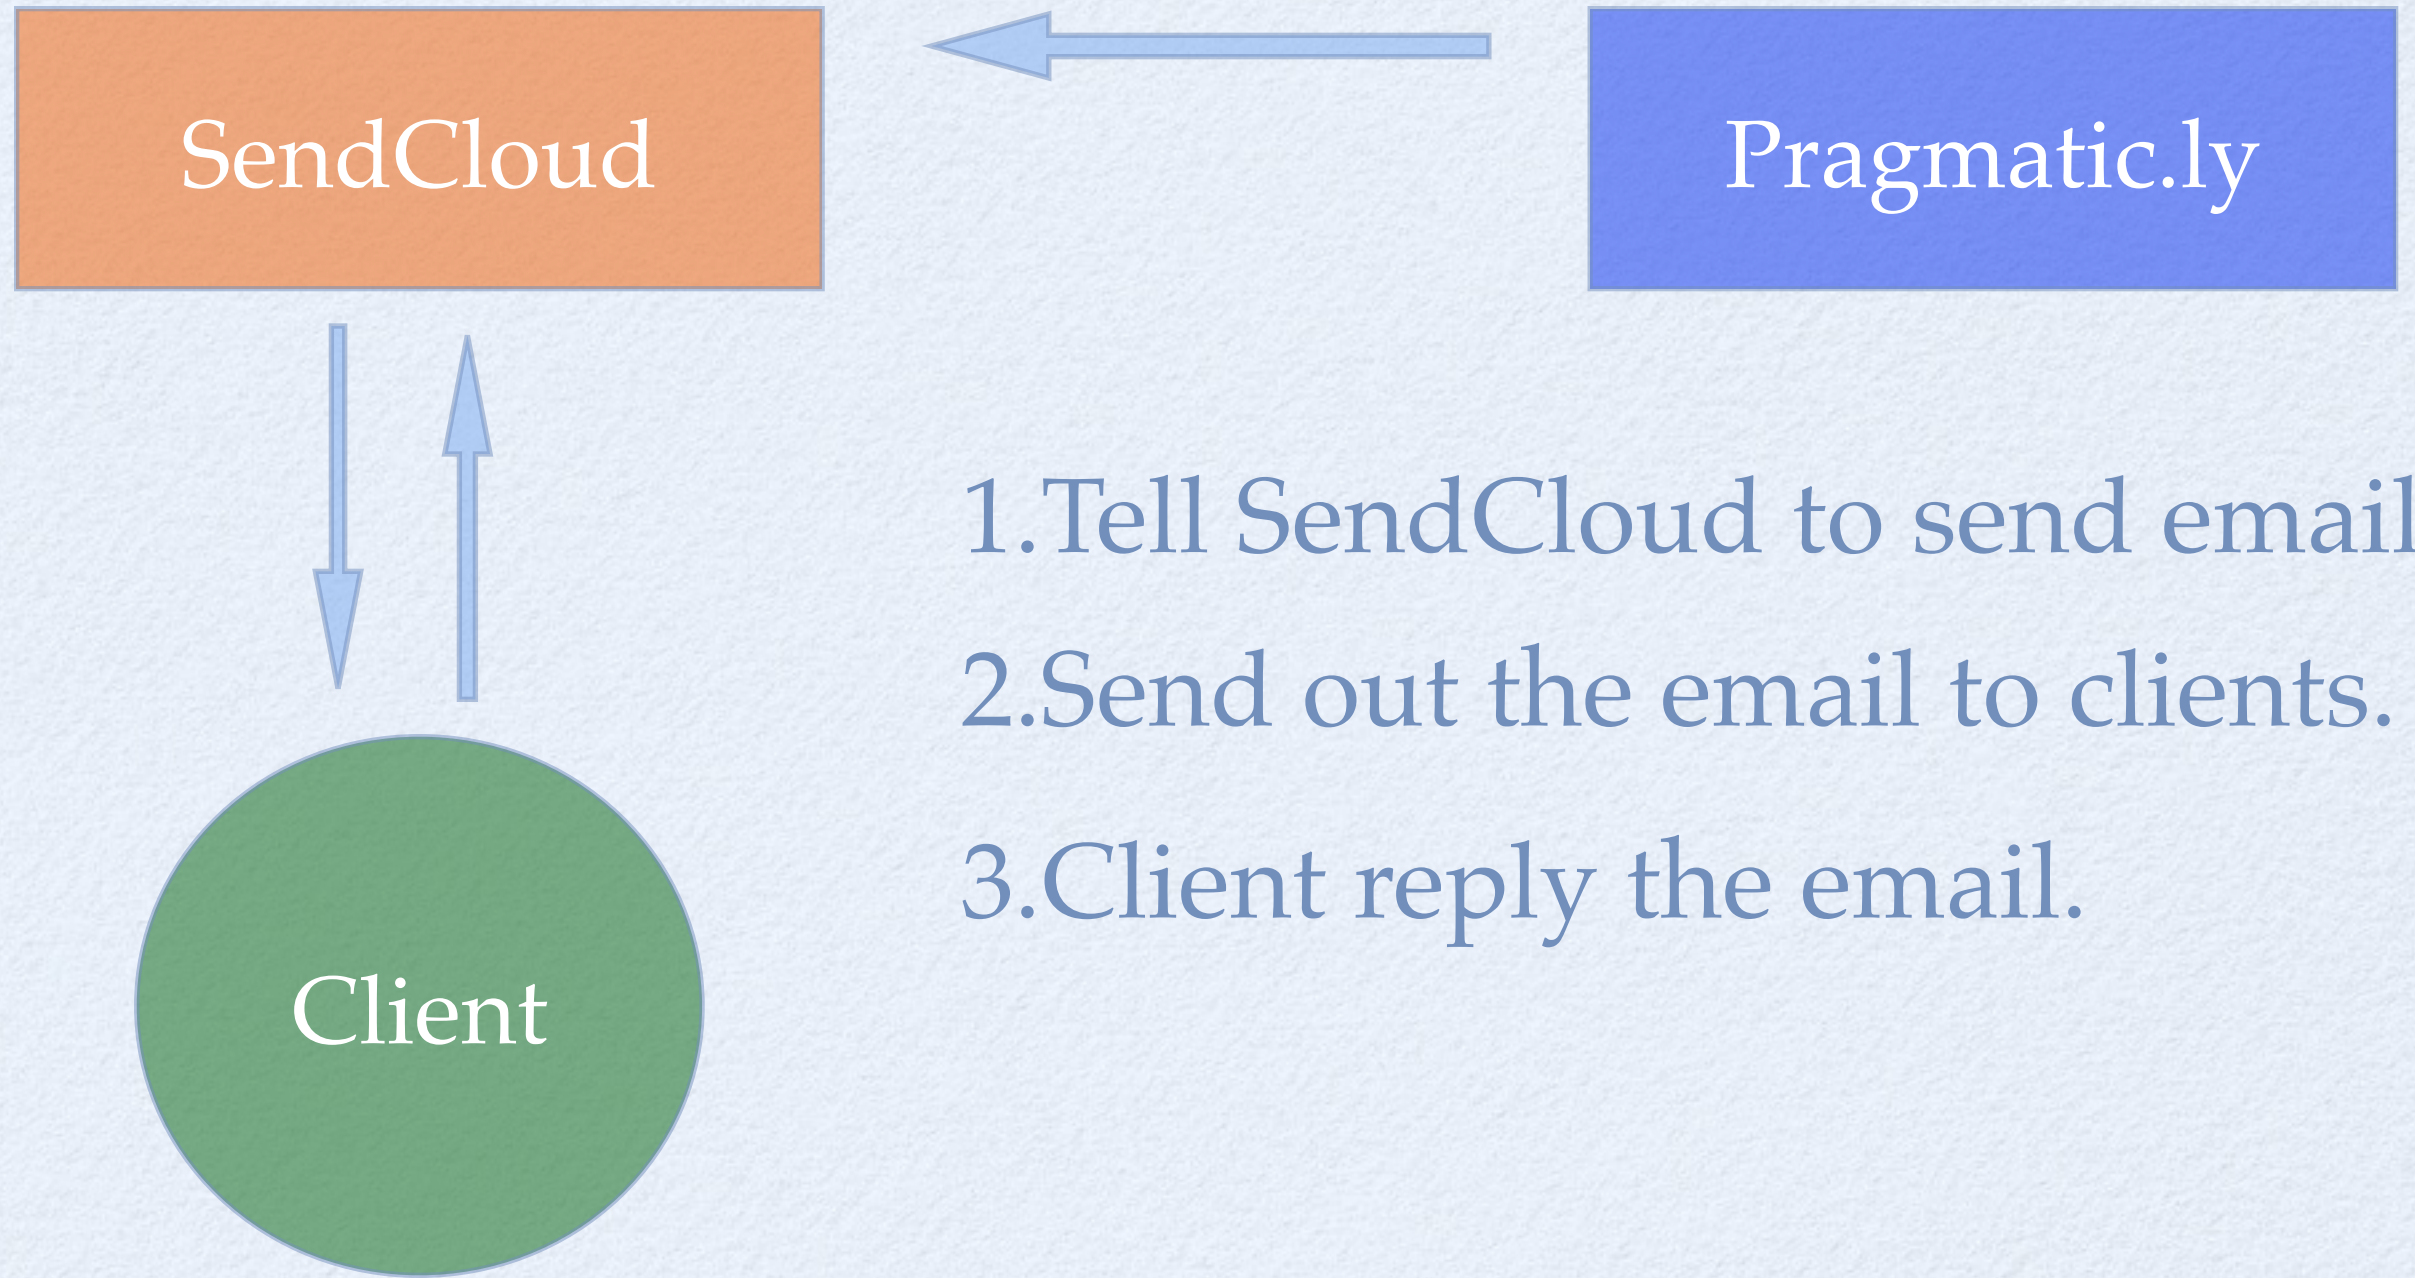 SendCloud
Pragmatic.ly
1.Tell SendCloud to send email
2.Send out the email to clients.
3.Client reply the email.
Client